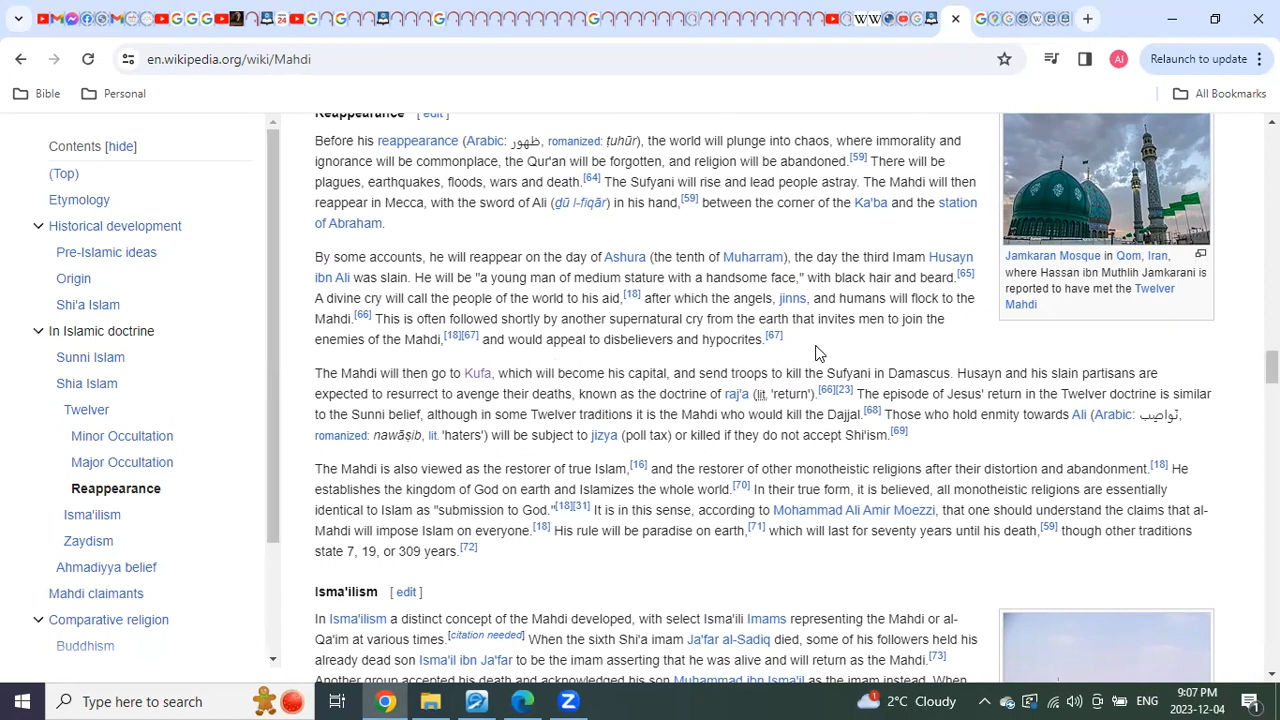 en.wikipedia.org/wiki/Mahdi
AI
Relaunch to update
Bible
Personal
All Bookmarks
Contents [hide]
(Top)
Etymology
Historical development
Pre-Islamic ideas
Origin
Shi'a Islam
In Islamic doctrine
Sunni Islam
Shia Islam
Twelver
Minor Occultation
Major Occultation
Reappearance
Isma'ilism
Zaydism
Ahmadiyya belief
Mahdi claimants
Comparative religion
Buddhism
Reappearance [ edit ]
Before his reappearance (Arabic: ظهور, romanized: ṭuhūr), the world will plunge into chaos, where immorality and
ignorance will be commonplace, the Qur'an will be forgotten, and religion will be abandoned.[59] There will be
plagues, earthquakes, floods, wars and death.[64] The Sufyani will rise and lead people astray. The Mahdi will then
reappear in Mecca, with the sword of Ali (ḏū l-fiqār) in his hand,[59] between the corner of the Ka'ba and the station
of Abraham.
By some accounts, he will reappear on the day of Ashura (the tenth of Muharram), the day the third Imam Husayn
ibn Ali was slain. He will be "a young man of medium stature with a handsome face," with black hair and beard.[65]
A divine cry will call the people of the world to his aid,[18] after which the angels, jinns, and humans will flock to the
Mahdi.[66] This is often followed shortly by another supernatural cry from the earth that invites men to join the
enemies of the Mahdi,[18][67] and would appeal to disbelievers and hypocrites.[67]
The Mahdi will then go to Kufa, which will become his capital, and send troops to kill the Sufyani in Damascus. Husayn and his slain partisans are
expected to resurrect to avenge their deaths, known as the doctrine of raj'a (lit. 'return').[66][23] The episode of Jesus' return in the Twelver doctrine is similar
to the Sunni belief, although in some Twelver traditions it is the Mahdi who would kill the Dajjal.[68] Those who hold enmity towards Ali (Arabic: نَواصِب,
romanized: nawāṣib, lit. 'haters') will be subject to jizya (poll tax) or killed if they do not accept Shi'ism.[69]
The Mahdi is also viewed as the restorer of true Islam,[16] and the restorer of other monotheistic religions after their distortion and abandonment.[18] He
establishes the kingdom of God on earth and Islamizes the whole world.[70] In their true form, it is believed, all monotheistic religions are essentially
identical to Islam as "submission to God."[18][31] It is in this sense, according to Mohammad Ali Amir Moezzi, that one should understand the claims that al-
Mahdi will impose Islam on everyone.[18] His rule will be paradise on earth,[71] which will last for seventy years until his death,[59] though other traditions
state 7, 19, or 309 years.[72]
Isma'ilism [ edit ]
In Isma'ilism a distinct concept of the Mahdi developed, with select Isma'ili Imams representing the Mahdi or al-
Qa'im at various times.[citation needed] When the sixth Shi'a imam Ja'far al-Sadiq died, some of his followers held his
already dead son Isma'il ibn Ja'far to be the imam asserting that he was alive and will return as the Mahdi.[73]
Another group accepted his death and acknowledged his son Muhammad ibn Isma'il as the imam instead. When
Jamkaran Mosque in Qom, Iran,
where Hassan ibn Muthlih Jamkarani is
reported to have met the Twelver
Mahdi
Type here to search
1
2°C Cloudy
ENG
9:07 PM
2023-12-04
1